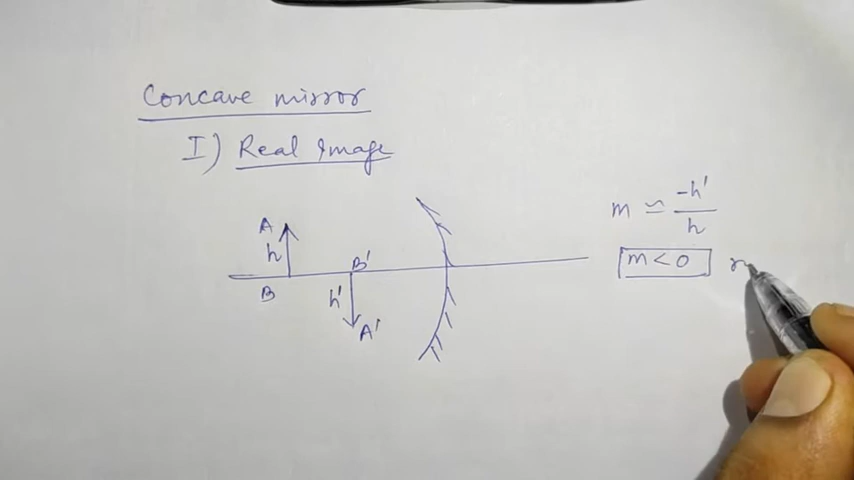 Concave mirror
I) Real Image
A
h
B
B'
h'
A'
m = -h'/h
m < 0